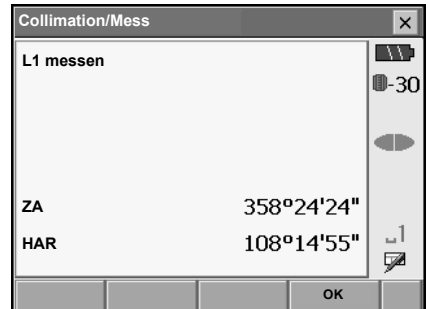 Collimation/Mess
L1 messen
-30
ZA 358°24'24"
HAR 108°14'55"
1
OK